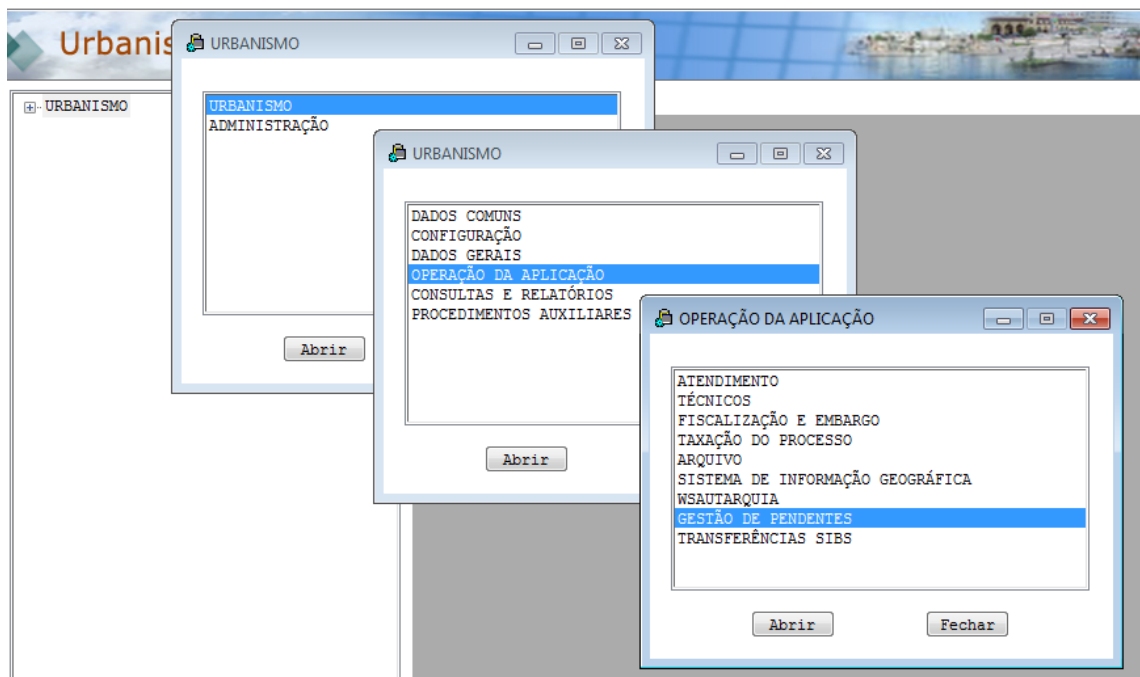 Urbanis
URBANISMO
URBANISMO
URBANISMO
ADMINISTRAÇÃO
Abrir
URBANISMO
DADOS COMUNS
CONFIGURAÇÃO
DADOS GERAIS
OPERAÇÃO DA APLICAÇÃO
CONSULTAS E RELATÓRIOS
PROCEDIMENTOS AUXILIARES
Abrir
OPERAÇÃO DA APLICAÇÃO
ATENDIMENTO
TÉCNICOS
FISCALIZAÇÃO E EMBARGO
TAXAÇÃO DO PROCESSO
ARQUIVO
SISTEMA DE INFORMAÇÃO GEOGRÁFICA
WSAUTARQUIA
GESTÃO DE PENDENTES
TRANSFERÊNCIAS SIBS
Abrir Fechar